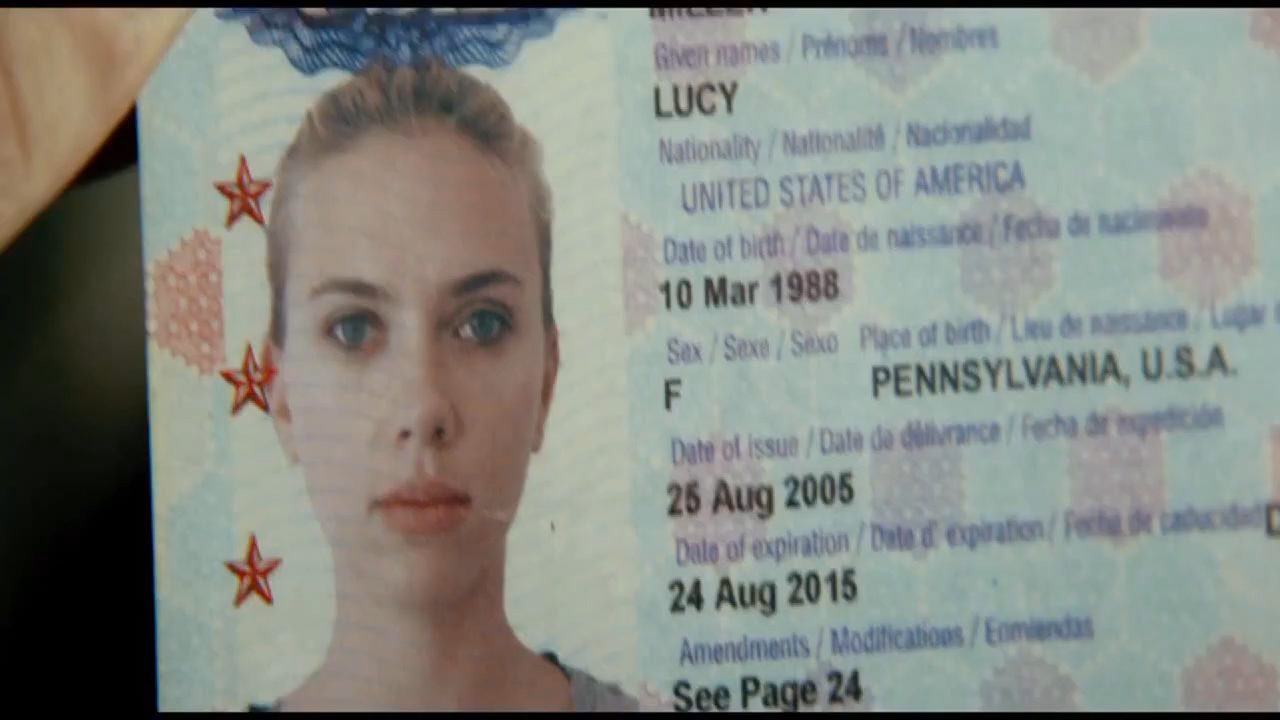 MILLER
Given names / Prénoms / Nombres
LUCY
Nationality / Nationalité / Nacionalidad
UNITED STATES OF AMERICA
Date of birth / Date de naissance / Fecha de nacimiento
10 Mar 1988
Sex / Sexe / Sexo Place of birth / Lieu de naissance / Lugar
F PENNSYLVANIA, U.S.A.
Date of issue / Date de délivrance / Fecha de expedición
25 Aug 2005
Date of expiration / Date d' expiration / Fecha de caducidad
24 Aug 2015
Amendments / Modifications / Enmiendas
See Page 24